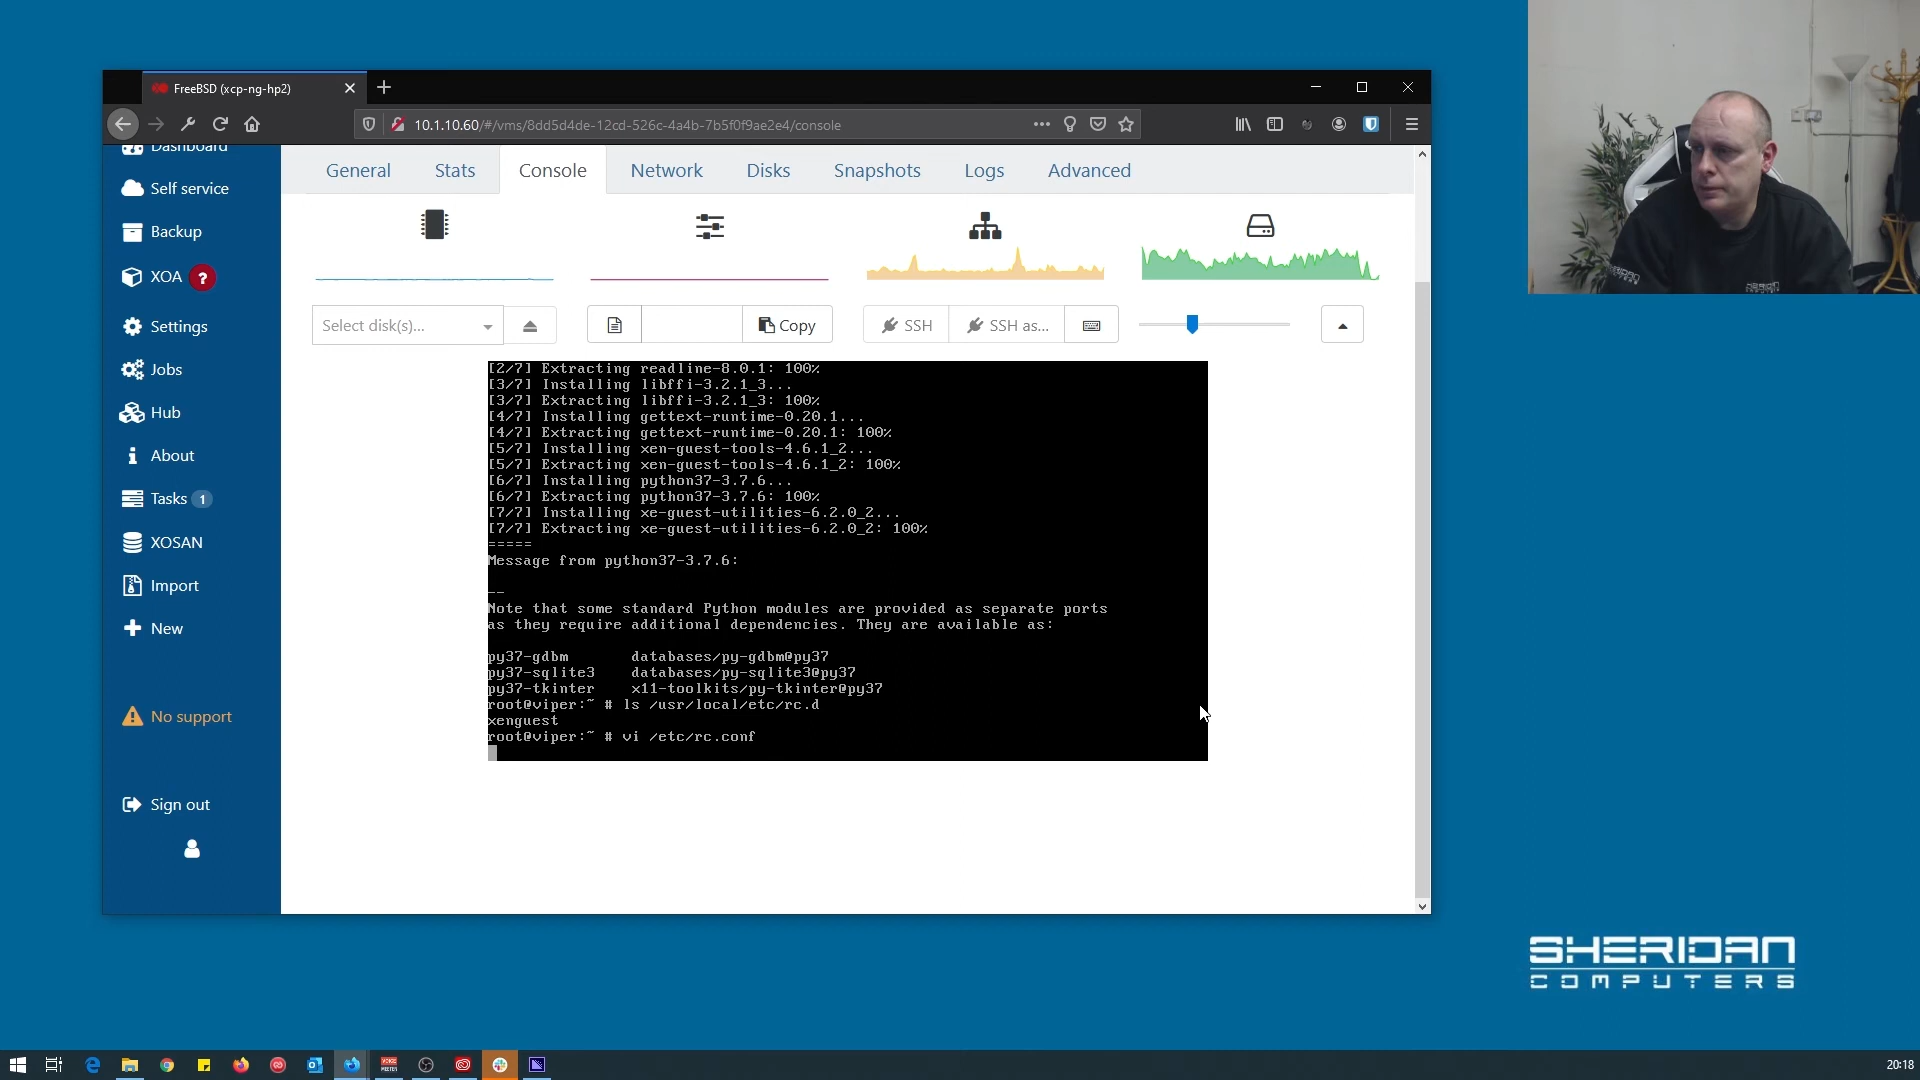 FreeBSD (xcp-ng-hp2)
10.1.10.60/#/vms/8dd5d4de-12cd-526c-4a4b-7b5f0f9ae2e4/console
Dashboard
Self service
Backup
XOA ?
Settings
Jobs
Hub
About
Tasks 1
XOSAN
Import
New
No support
Sign out
General Stats Console Network Disks Snapshots Logs Advanced
Select disk(s)... Copy SSH SSH as...
[2/7] Extracting readline-8.0.1: 100%
[3/7] Installing libffi-3.2.1_3...
[3/7] Extracting libffi-3.2.1_3: 100%
[4/7] Installing gettext-runtime-0.20.1...
[4/7] Extracting gettext-runtime-0.20.1: 100%
[5/7] Installing xen-guest-tools-4.6.1_2...
[5/7] Extracting xen-guest-tools-4.6.1_2: 100%
[6/7] Installing python37-3.7.6...
[6/7] Extracting python37-3.7.6: 100%
[7/7] Installing xe-guest-utilities-6.2.0_2...
[7/7] Extracting xe-guest-utilities-6.2.0_2: 100%
=====
Message from python37-3.7.6:
--
Note that some standard Python modules are provided as separate ports
as they require additional dependencies. They are available as:
py37-gdbm databases/py-gdbm@py37
py37-sqlite3 databases/py-sqlite3@py37
py37-tkinter x11-toolkits/py-tkinter@py37
root@viper:~ # ls /usr/local/etc/rc.d
xenguest
root@viper:~ # vi /etc/rc.conf
SHERIDAN
COMPUTERS
20:18